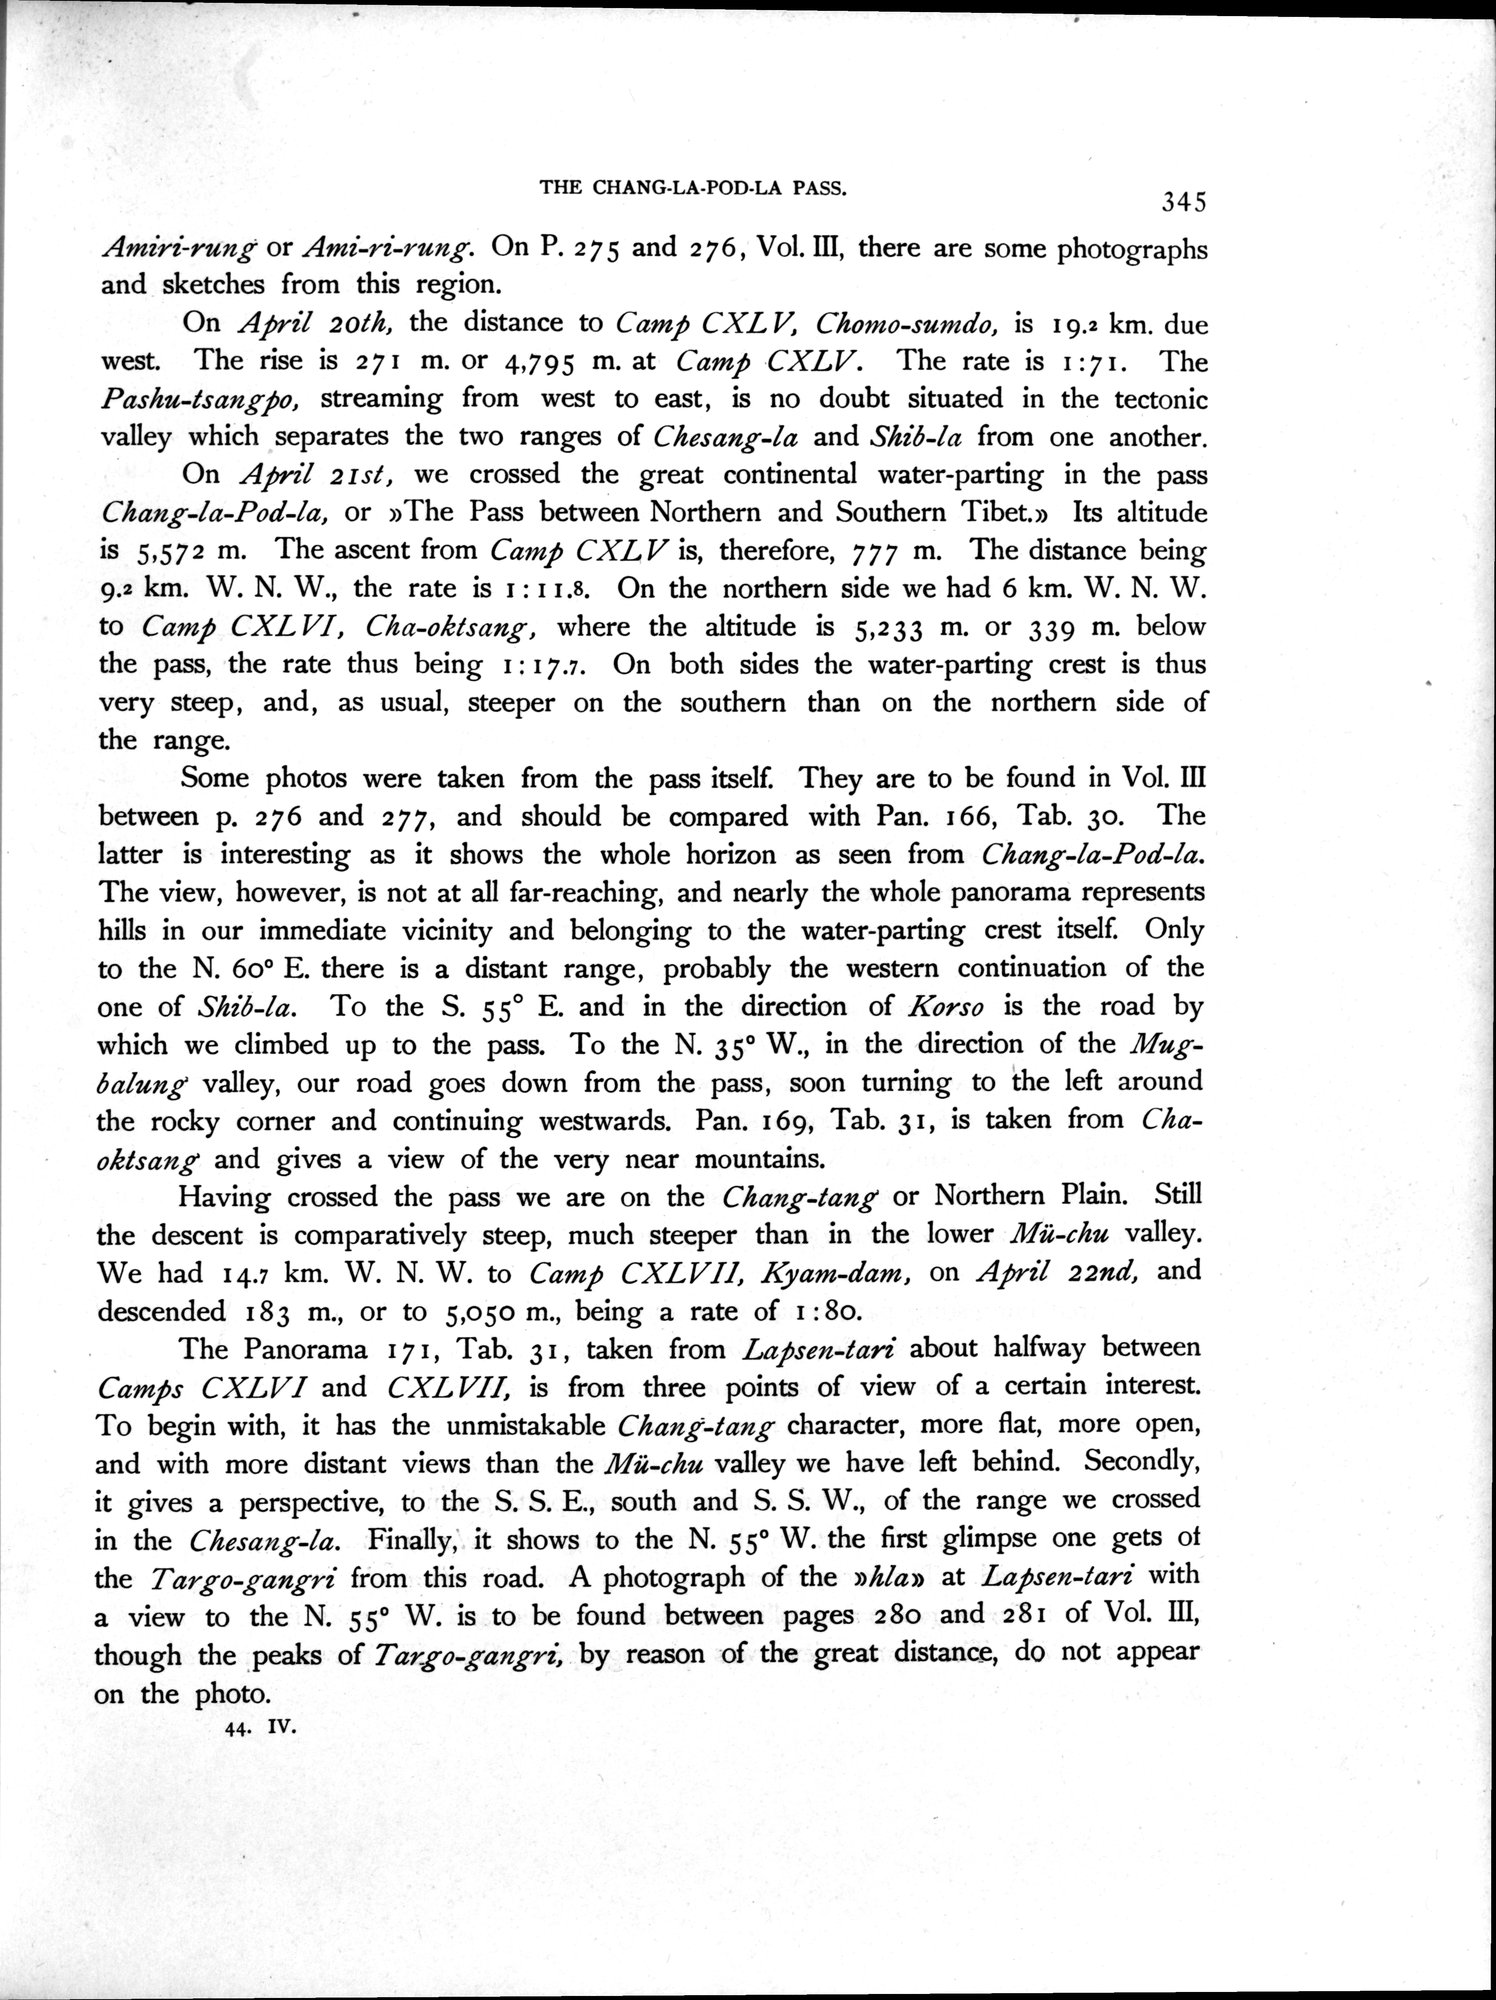 THE CHANG-LA-POD-LA PASS.
345
Amiri-rung or Ami-ri-rung. On P. 275 and 276, Vol. III, there are some photographs
and sketches from this region.
On April 20th, the distance to Camp CXLV, Chomo-sumdo, is 19.2 km. due
west. The rise is 271 m. or 4,795 m. at Camp CXLV. The rate is 1:71. The
Pashu-tsangpo, streaming from west to east, is no doubt situated in the tectonic
valley which separates the two ranges of Chesang-la and Shib-la from one another.
On April 21st, we crossed the great continental water-parting in the pass
Chang-la-Pod-la, or »The Pass between Northern and Southern Tibet.» Its altitude
is 5,572 m. The ascent from Camp CXLV is, therefore, 777 m. The distance being
9.2 km. W. N. W., the rate is 1:11.8. On the northern side we had 6 km. W. N. W.
to Camp CXLVI, Cha-oktsang, where the altitude is 5,233 m. or 339 m. below
the pass, the rate thus being 1:17.7. On both sides the water-parting crest is thus
very steep, and, as usual, steeper on the southern than on the northern side of
the range.
Some photos were taken from the pass itself. They are to be found in Vol. III
between p. 276 and 277, and should be compared with Pan. 166, Tab. 30. The
latter is interesting as it shows the whole horizon as seen from Chang-la-Pod-la.
The view, however, is not at all far-reaching, and nearly the whole panorama represents
hills in our immediate vicinity and belonging to the water-parting crest itself. Only
to the N. 60° E. there is a distant range, probably the western continuation of the
one of Shib-la. To the S. 55° E. and in the direction of Korso is the road by
which we climbed up to the pass. To the N. 35° W., in the direction of the Mug-
balung valley, our road goes down from the pass, soon turning to the left around
the rocky corner and continuing westwards. Pan. 169, Tab. 31, is taken from Cha-
oktsang and gives a view of the very near mountains.
Having crossed the pass we are on the Chang-tang or Northern Plain. Still
the descent is comparatively steep, much steeper than in the lower Mü-chu valley.
We had 14.7 km. W. N. W. to Camp CXLVII, Kyam-dam, on April 22nd, and
descended 183 m., or to 5,050 m., being a rate of 1:80.
The Panorama 171, Tab. 31, taken from Lapsen-tari about halfway between
Camps CXLVI and CXLVII, is from three points of view of a certain interest.
To begin with, it has the unmistakable Chang-tang character, more flat, more open,
and with more distant views than the Mü-chu valley we have left behind. Secondly,
it gives a perspective, to the S. S. E., south and S. S. W., of the range we crossed
in the Chesang-la. Finally, it shows to the N. 55° W. the first glimpse one gets of
the Targo-gangri from this road. A photograph of the »hla» at Lapsen-tari with
a view to the N. 55° W. is to be found between pages 280 and 281 of Vol. III,
though the peaks of Targo-gangri, by reason of the great distance, do not appear
on the photo.
44. IV.